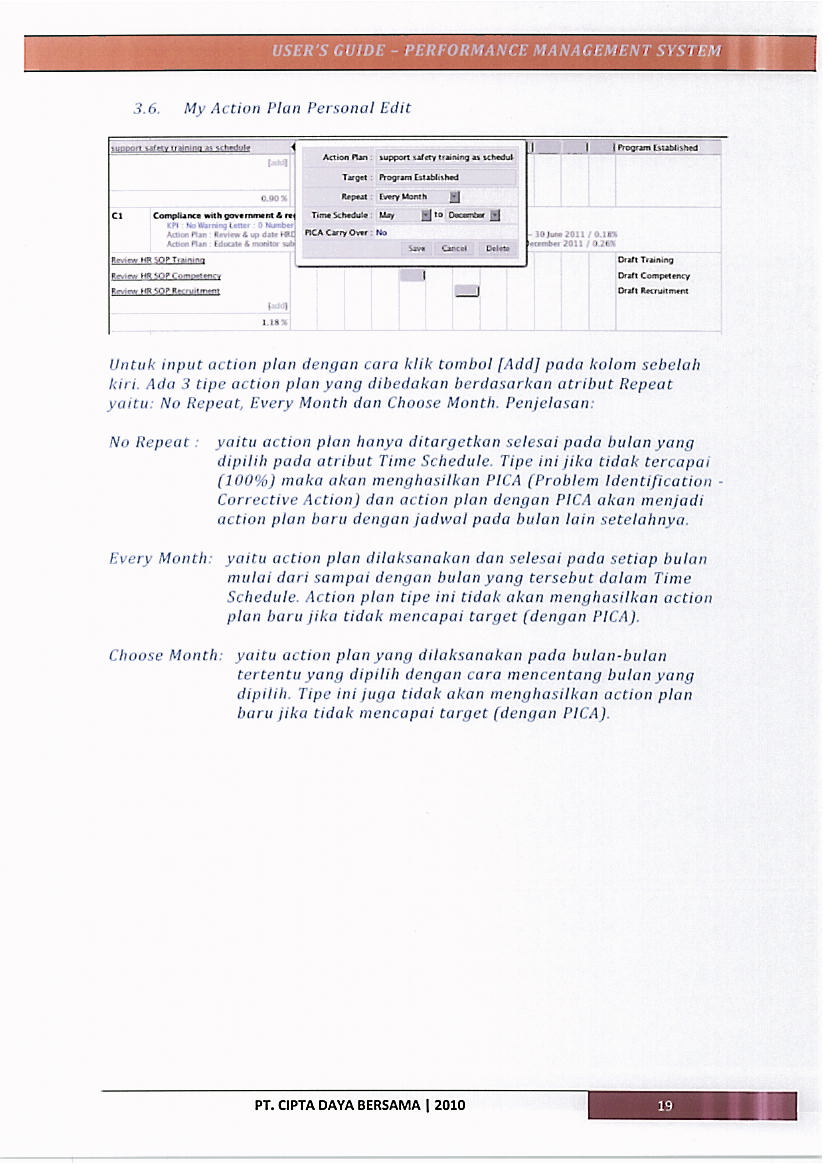 USER'S GUIDE – PERFORMANCE MANAGEMENT SYSTEM
3.6. My Action Plan Personal Edit
support safety training as schedule
[add]
0.90 %
Action Plan : support safety training as schedul
Target : Program Established
Repeat : Every Month
Time Schedule : May to December
PICA Carry Over : No
Save Cancel Delete
Program Established
C1 Compliance with government & re
KPI : No Warning Letter : 0 Number
Action Plan : Review & up date HRD
- 30 June 2011 / 0.18%
Action Plan : Educate & monitor sub
ecember 2011 / 0.26%
Review HR SOP Training
Draft Training
Review HR SOP Competency
Draft Competency
Review HR SOP Recruitment
Draft Recruitment
[add]
1.18 %
Untuk input action plan dengan cara klik tombol [Add] pada kolom sebelah
kiri. Ada 3 tipe action plan yang dibedakan berdasarkan atribut Repeat
yaitu: No Repeat, Every Month dan Choose Month. Penjelasan:
No Repeat : yaitu action plan hanya ditargetkan selesai pada bulan yang
dipilih pada atribut Time Schedule. Tipe ini jika tidak tercapai
(100%) maka akan menghasilkan PICA (Problem Identification -
Corrective Action) dan action plan dengan PICA akan menjadi
action plan baru dengan jadwal pada bulan lain setelahnya.
Every Month: yaitu action plan dilaksanakan dan selesai pada setiap bulan
mulai dari sampai dengan bulan yang tersebut dalam Time
Schedule. Action plan tipe ini tidak akan menghasilkan action
plan baru jika tidak mencapai target (dengan PICA).
Choose Month: yaitu action plan yang dilaksanakan pada bulan-bulan
tertentu yang dipilih dengan cara mencentang bulan yang
dipilih. Tipe ini juga tidak akan menghasilkan action plan
baru jika tidak mencapai target (dengan PICA).
PT. CIPTA DAYA BERSAMA | 2010
19